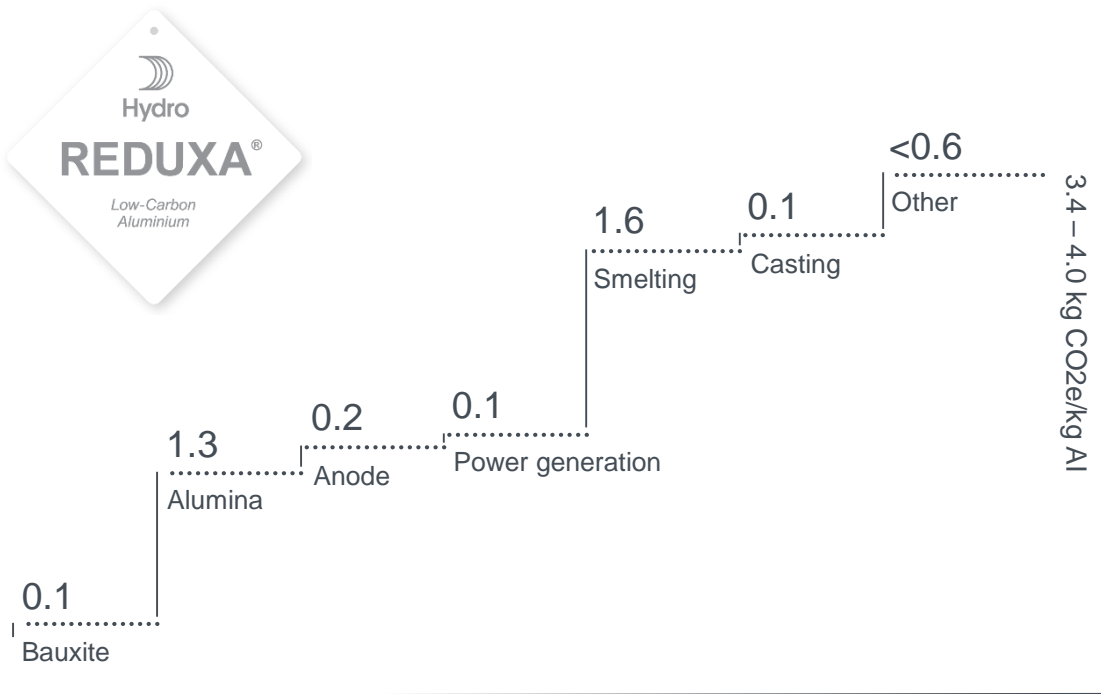 Hydro
REDUXA®
Low-Carbon
Aluminium
0.1
Bauxite
1.3
Alumina
0.2
Anode
0.1
Power generation
1.6
Smelting
0.1
Casting
<0.6
Other
3.4 – 4.0 kg CO2e/kg Al